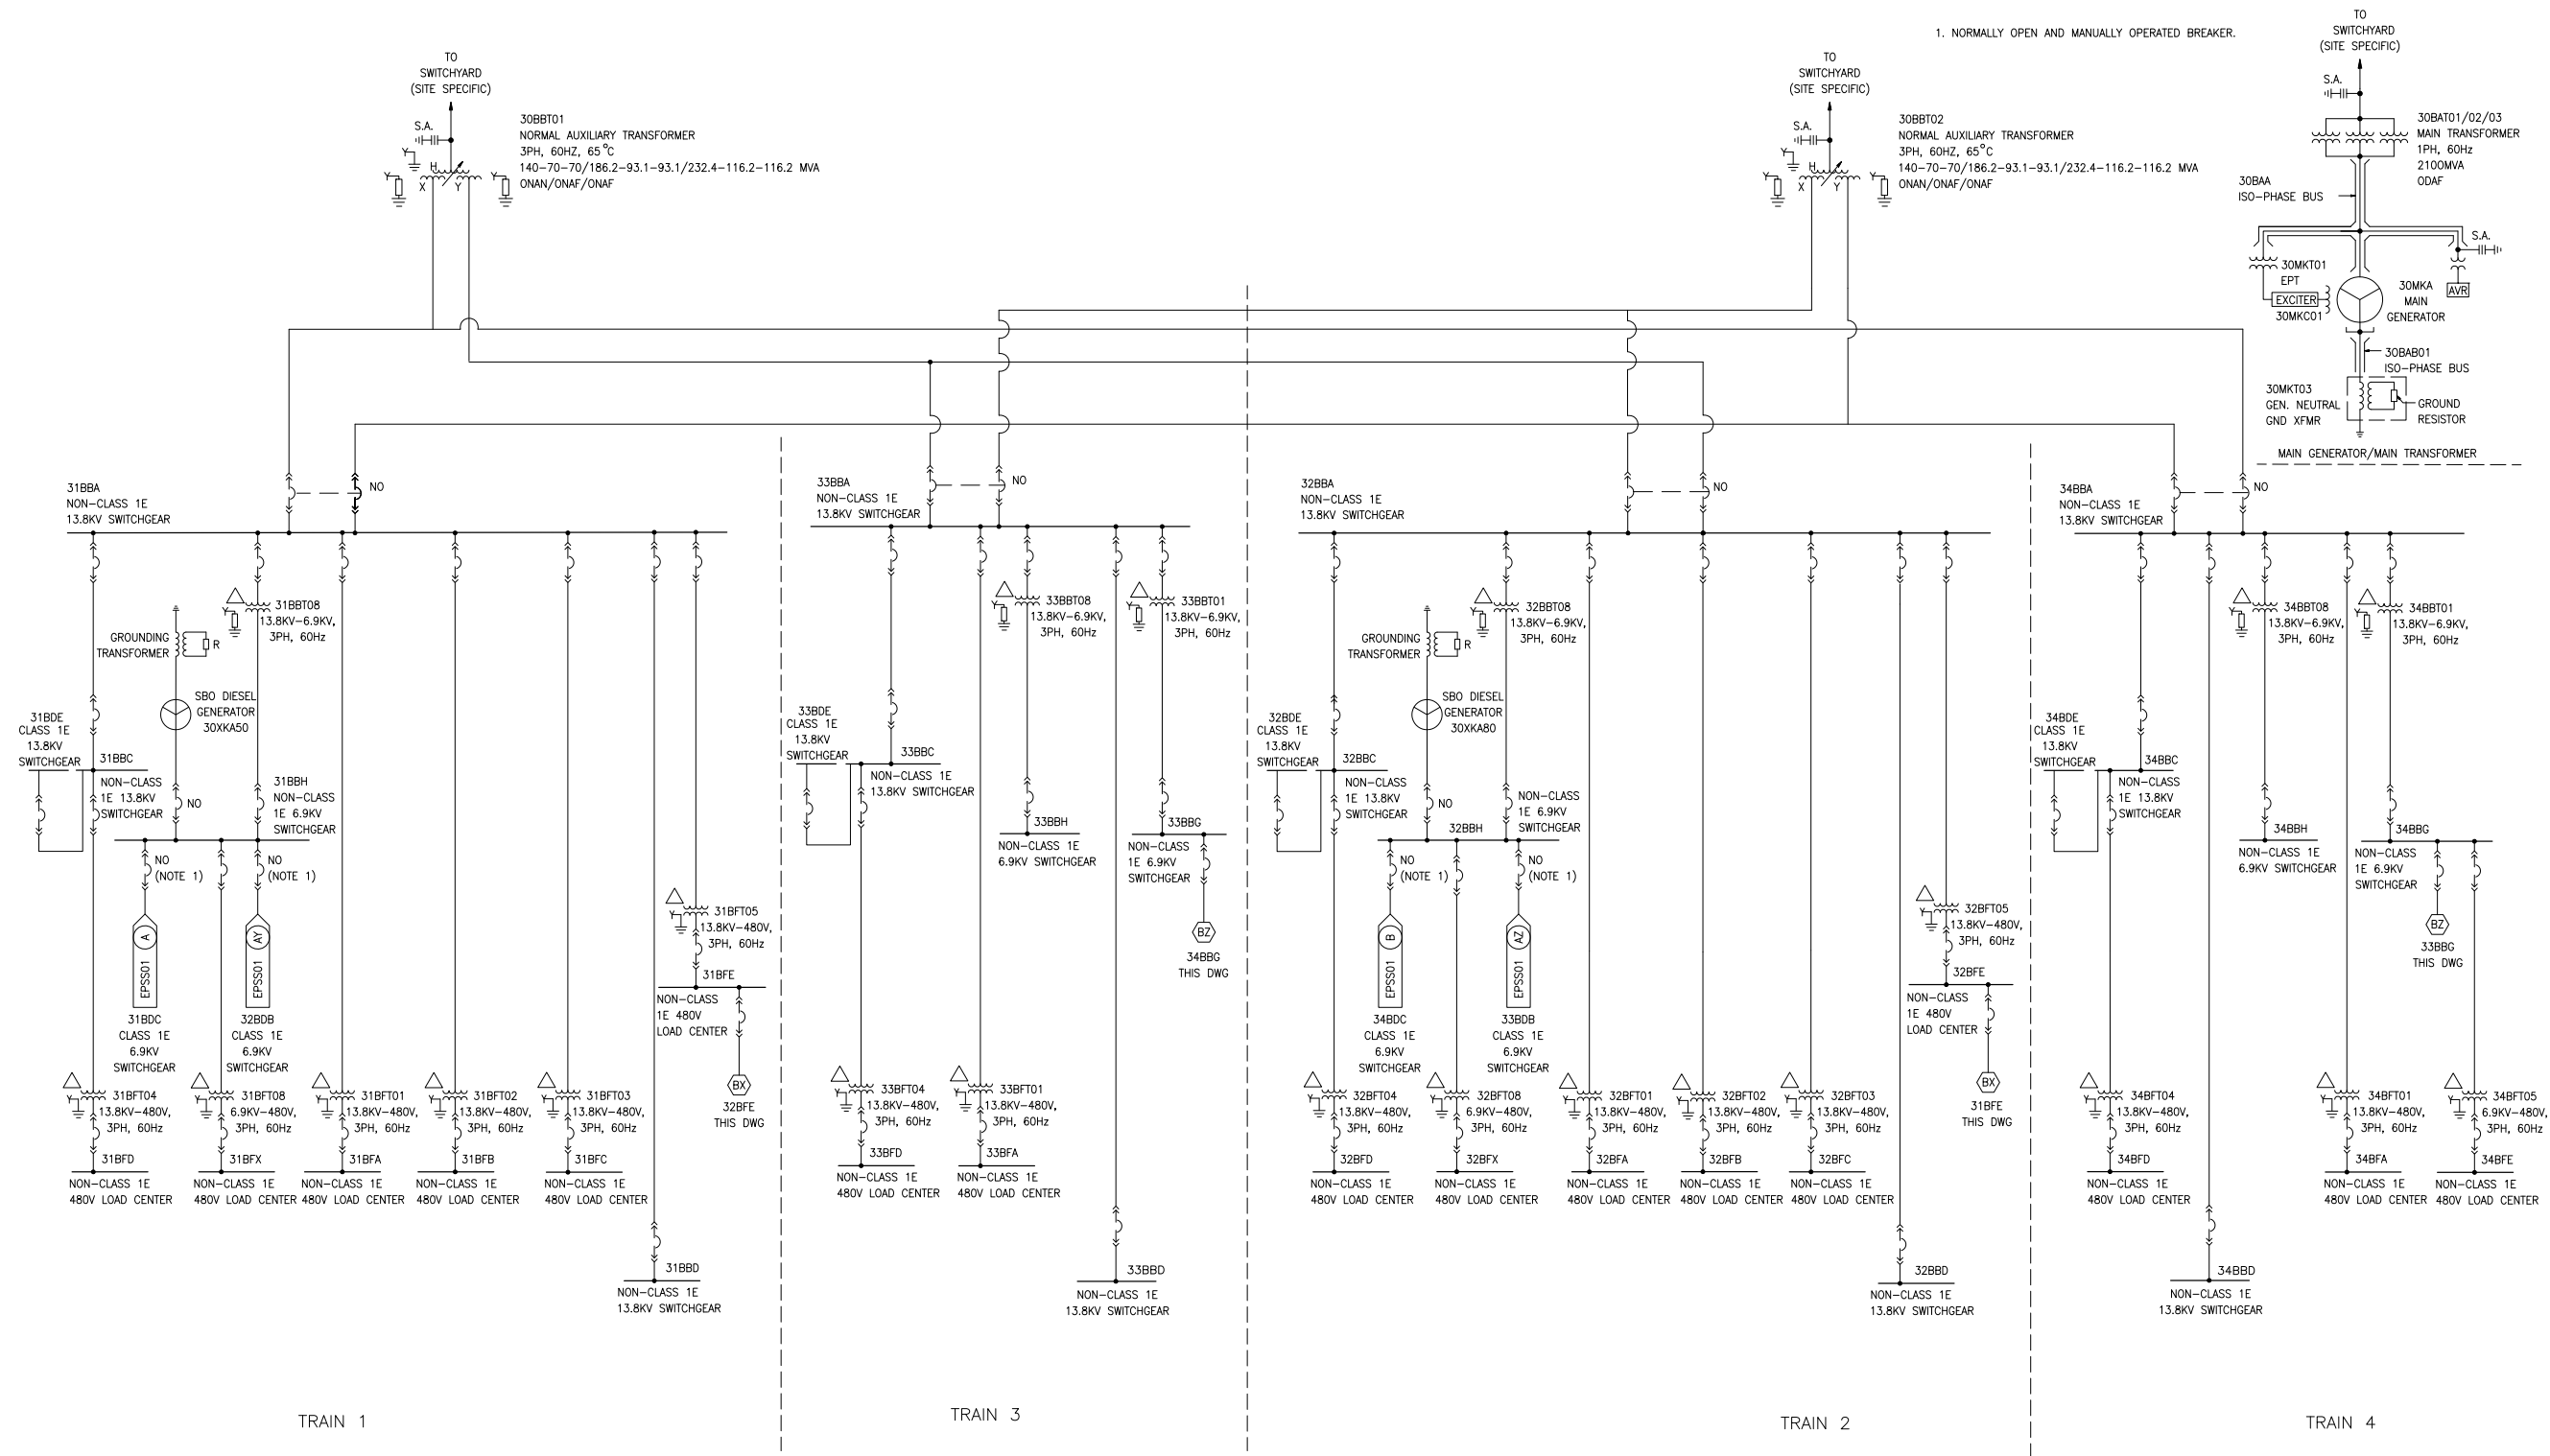 1. NORMALLY OPEN AND MANUALLY OPERATED BREAKER.
TO
SWITCHYARD
(SITE SPECIFIC)
S.A.
Y
H
Y
X
Y
Y
30BBT01
NORMAL AUXILIARY TRANSFORMER
3PH, 60HZ, 65°C
140-70-70/186.2-93.1-93.1/232.4-116.2-116.2 MVA
ONAN/ONAF/ONAF
TO
SWITCHYARD
(SITE SPECIFIC)
S.A.
Y
H
Y
X
Y
Y
30BBT02
NORMAL AUXILIARY TRANSFORMER
3PH, 60HZ, 65°C
140-70-70/186.2-93.1-93.1/232.4-116.2-116.2 MVA
ONAN/ONAF/ONAF
TO
SWITCHYARD
(SITE SPECIFIC)
S.A.
30BAT01/02/03
MAIN TRANSFORMER
1PH, 60Hz
2100MVA
ODAF
30BAA
ISO-PHASE BUS
S.A.
30MKT01
EPT
EXCITER
30MKC01
30MKA
MAIN
GENERATOR
AVR
30BAB01
ISO-PHASE BUS
30MKT03
GEN. NEUTRAL
GND XFMR
GROUND
RESISTOR
MAIN GENERATOR/MAIN TRANSFORMER
31BBA
NON-CLASS 1E
13.8KV SWITCHGEAR
NO
Y
31BBT08
13.8KV-6.9KV,
3PH, 60Hz
GROUNDING
TRANSFORMER
R
SBO DIESEL
GENERATOR
30XKA50
31BDE
CLASS 1E
13.8KV
SWITCHGEAR
31BBC
NON-CLASS
1E 13.8KV
SWITCHGEAR
NO
31BBH
NON-CLASS
1E 6.9KV
SWITCHGEAR
NO
(NOTE 1)
NO
(NOTE 1)
A
EPSS01
31BDC
CLASS 1E
6.9KV
SWITCHGEAR
AY
EPSS01
32BDB
CLASS 1E
6.9KV
SWITCHGEAR
Y
31BFT05
13.8KV-480V,
3PH, 60Hz
31BFE
NON-CLASS
1E 480V
LOAD CENTER
BX
32BFE
THIS DWG
Y
31BFT04
13.8KV-480V,
3PH, 60Hz
31BFD
NON-CLASS 1E
480V LOAD CENTER
Y
31BFT08
6.9KV-480V,
3PH, 60Hz
31BFX
NON-CLASS 1E
480V LOAD CENTER
Y
31BFT01
13.8KV-480V,
3PH, 60Hz
31BFA
NON-CLASS 1E
480V LOAD CENTER
Y
31BFT02
13.8KV-480V,
3PH, 60Hz
31BFB
NON-CLASS 1E
480V LOAD CENTER
Y
31BFT03
13.8KV-480V,
3PH, 60Hz
31BFC
NON-CLASS 1E
480V LOAD CENTER
31BBD
NON-CLASS 1E
13.8KV SWITCHGEAR
TRAIN 1
33BBA
NON-CLASS 1E
13.8KV SWITCHGEAR
NO
Y
33BBT08
13.8KV-6.9KV,
3PH, 60Hz
Y
33BBT01
13.8KV-6.9KV,
3PH, 60Hz
33BDE
CLASS 1E
13.8KV
SWITCHGEAR
33BBC
NON-CLASS 1E
13.8KV SWITCHGEAR
33BBH
NON-CLASS 1E
6.9KV SWITCHGEAR
33BBG
NON-CLASS
1E 6.9KV
SWITCHGEAR
BZ
34BBG
THIS DWG
Y
33BFT04
13.8KV-480V,
3PH, 60Hz
33BFD
NON-CLASS 1E
480V LOAD CENTER
Y
33BFT01
13.8KV-480V,
3PH, 60Hz
33BFA
NON-CLASS 1E
480V LOAD CENTER
33BBD
NON-CLASS 1E
13.8KV SWITCHGEAR
TRAIN 3
32BBA
NON-CLASS 1E
13.8KV SWITCHGEAR
NO
Y
32BBT08
13.8KV-6.9KV,
3PH, 60Hz
GROUNDING
TRANSFORMER
R
SBO DIESEL
GENERATOR
30XKA80
32BDE
CLASS 1E
13.8KV
SWITCHGEAR
32BBC
NON-CLASS
1E 13.8KV
SWITCHGEAR
NO
32BBH
NON-CLASS
1E 6.9KV
SWITCHGEAR
NO
(NOTE 1)
NO
(NOTE 1)
B
EPSS01
34BDC
CLASS 1E
6.9KV
SWITCHGEAR
AZ
EPSS01
33BDB
CLASS 1E
6.9KV
SWITCHGEAR
Y
32BFT05
13.8KV-480V,
3PH, 60Hz
32BFE
NON-CLASS
1E 480V
LOAD CENTER
BX
31BFE
THIS DWG
Y
32BFT04
13.8KV-480V,
3PH, 60Hz
32BFD
NON-CLASS 1E
480V LOAD CENTER
Y
32BFT08
6.9KV-480V,
3PH, 60Hz
32BFX
NON-CLASS 1E
480V LOAD CENTER
Y
32BFT01
13.8KV-480V,
3PH, 60Hz
32BFA
NON-CLASS 1E
480V LOAD CENTER
Y
32BFT02
13.8KV-480V,
3PH, 60Hz
32BFB
NON-CLASS 1E
480V LOAD CENTER
Y
32BFT03
13.8KV-480V,
3PH, 60Hz
32BFC
NON-CLASS 1E
480V LOAD CENTER
32BBD
NON-CLASS 1E
13.8KV SWITCHGEAR
TRAIN 2
34BBA
NON-CLASS 1E
13.8KV SWITCHGEAR
NO
Y
34BBT08
13.8KV-6.9KV,
3PH, 60Hz
Y
34BBT01
13.8KV-6.9KV,
3PH, 60Hz
34BDE
CLASS 1E
13.8KV
SWITCHGEAR
34BBC
NON-CLASS
1E 13.8KV
SWITCHGEAR
34BBH
NON-CLASS 1E
6.9KV SWITCHGEAR
34BBG
NON-CLASS
1E 6.9KV
SWITCHGEAR
BZ
33BBG
THIS DWG
Y
34BFT04
13.8KV-480V,
3PH, 60Hz
34BFD
NON-CLASS 1E
480V LOAD CENTER
Y
34BFT01
13.8KV-480V,
3PH, 60Hz
34BFA
NON-CLASS 1E
480V LOAD CENTER
Y
34BFT05
6.9KV-480V,
3PH, 60Hz
34BFE
NON-CLASS 1E
480V LOAD CENTER
34BBD
NON-CLASS 1E
13.8KV SWITCHGEAR
TRAIN 4